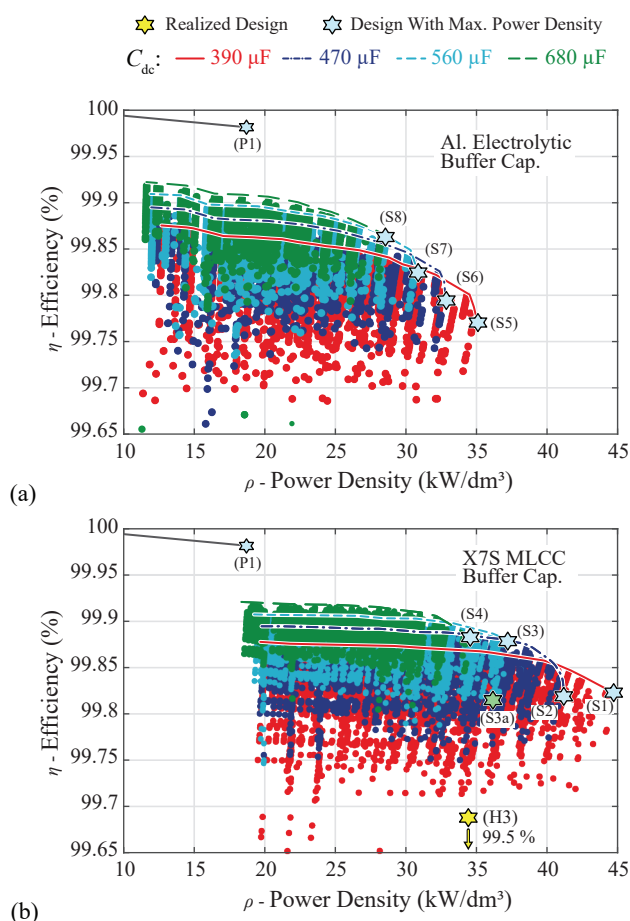 Realized Design Design With Max. Power Density
C_dc: 390 µF 470 µF 560 µF 680 µF
100
99.95
99.9
99.85
99.8
99.75
99.7
99.65
η - Efficiency (%)
(P1)
Al. Electrolytic
Buffer Cap.
(S8)
(S7)
(S6)
(S5)
10 15 20 25 30 35 40 45
ρ - Power Density (kW/dm³)
(a)
100
99.95
99.9
99.85
99.8
99.75
99.7
99.65
η - Efficiency (%)
(P1)
X7S MLCC
Buffer Cap.
(S4) (S3)
(S3a) (S2) (S1)
(H3)
99.5 %
10 15 20 25 30 35 40 45
ρ - Power Density (kW/dm³)
(b)